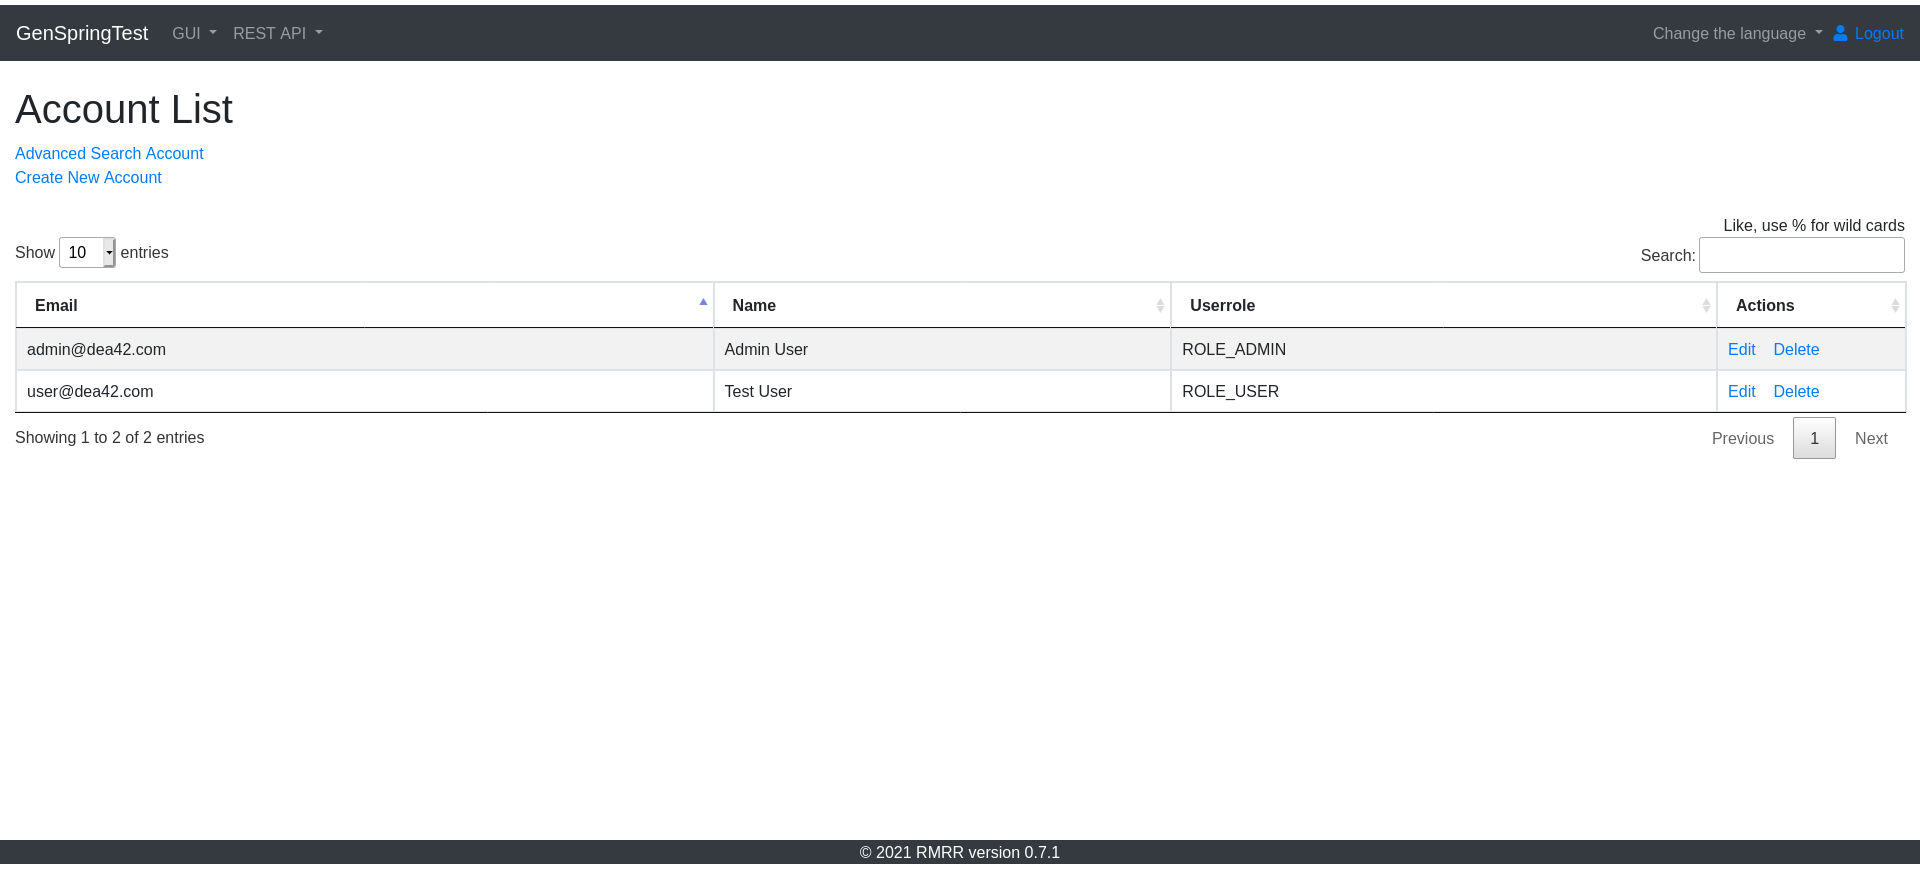 GenSpringTest GUI REST API Change the language Logout
Account List
Advanced Search Account
Create New Account
Like, use % for wild cards
Show 10 entries Search:
Email Name Userrole Actions
admin@dea42.com Admin User ROLE_ADMIN Edit Delete
user@dea42.com Test User ROLE_USER Edit Delete
Showing 1 to 2 of 2 entries Previous 1 Next
© 2021 RMRR version 0.7.1